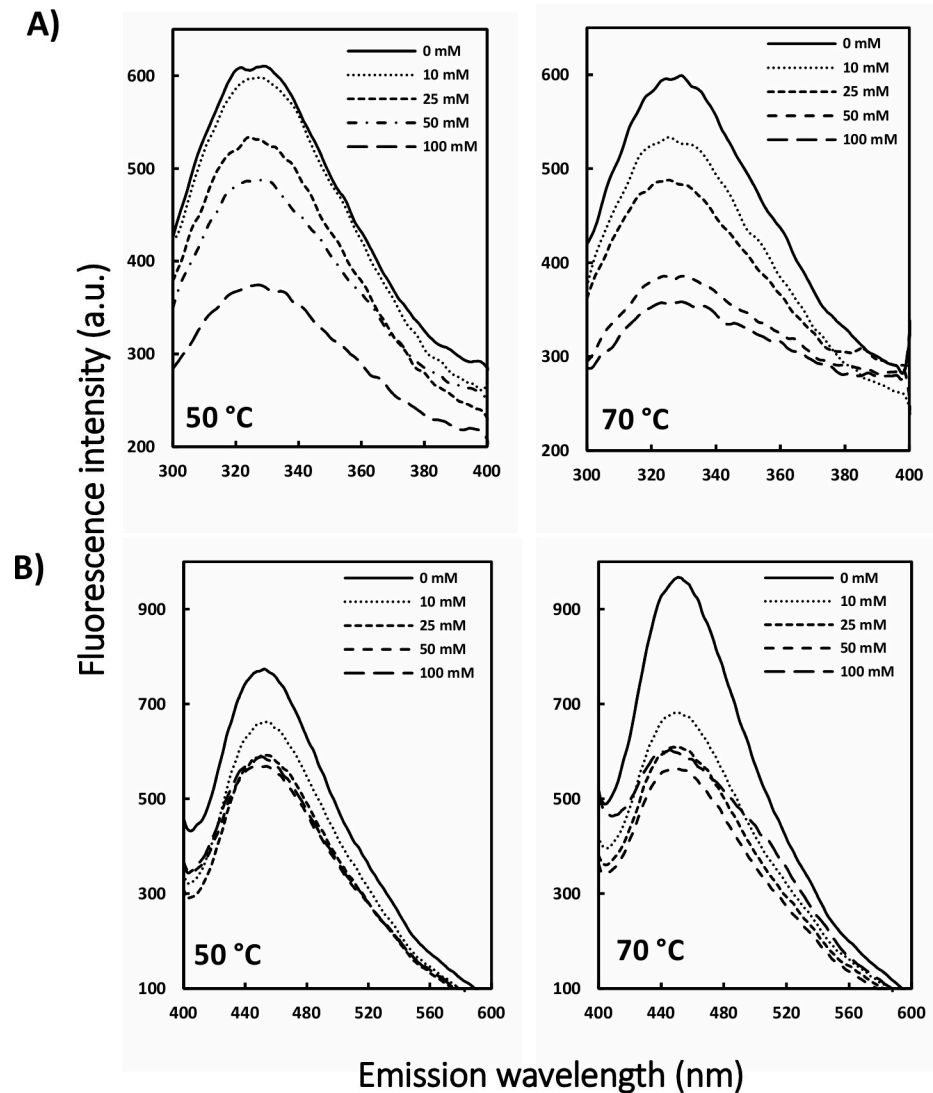 A)
0 mM
10 mM
25 mM
50 mM
100 mM
600
500
400
300
200
50 °C
300 320 340 360 380 400
0 mM
10 mM
25 mM
50 mM
100 mM
600
500
400
300
200
70 °C
300 320 340 360 380 400
Fluorescence intensity (a.u.)
B)
0 mM
10 mM
25 mM
50 mM
100 mM
900
700
500
300
100
50 °C
400 440 480 520 560 600
0 mM
10 mM
25 mM
50 mM
100 mM
900
700
500
300
100
70 °C
400 440 480 520 560 600
Emission wavelength (nm)